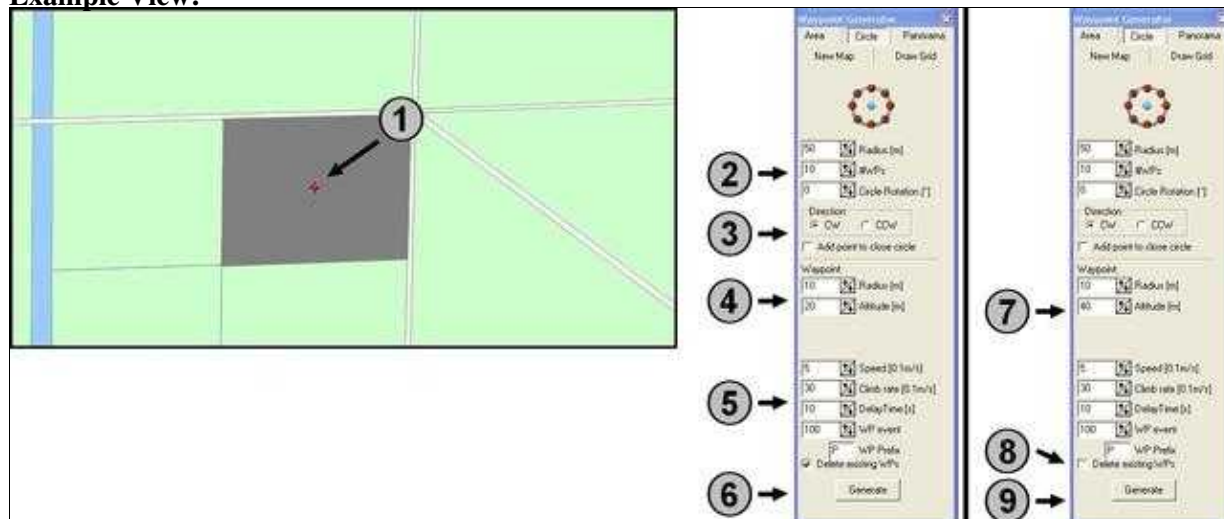 Example View:
1
2
3
4
5
6
Waypoint Generator
Area Circle Panorama
New Map Draw Grid
50 Radius [m]
10 #WPs
0 Circle Rotation [°]
Direction
CW CCW
Add point to close circle
Waypoint
10 Radius [m]
20 Altitude [m]
5 Speed [0.1m/s]
30 Climb rate [0.1m/s]
10 DelayTime [s]
100 WP event
P WP Prefix
Delete existing WPs
Generate
7
8
9
Waypoint Generator
Area Circle Panorama
New Map Draw Grid
50 Radius [m]
10 #WPs
0 Circle Rotation [°]
Direction
CW CCW
Add point to close circle
Waypoint
10 Radius [m]
40 Altitude [m]
5 Speed [0.1m/s]
30 Climb rate [0.1m/s]
10 DelayTime [s]
100 WP event
P WP Prefix
Delete existing WPs
Generate